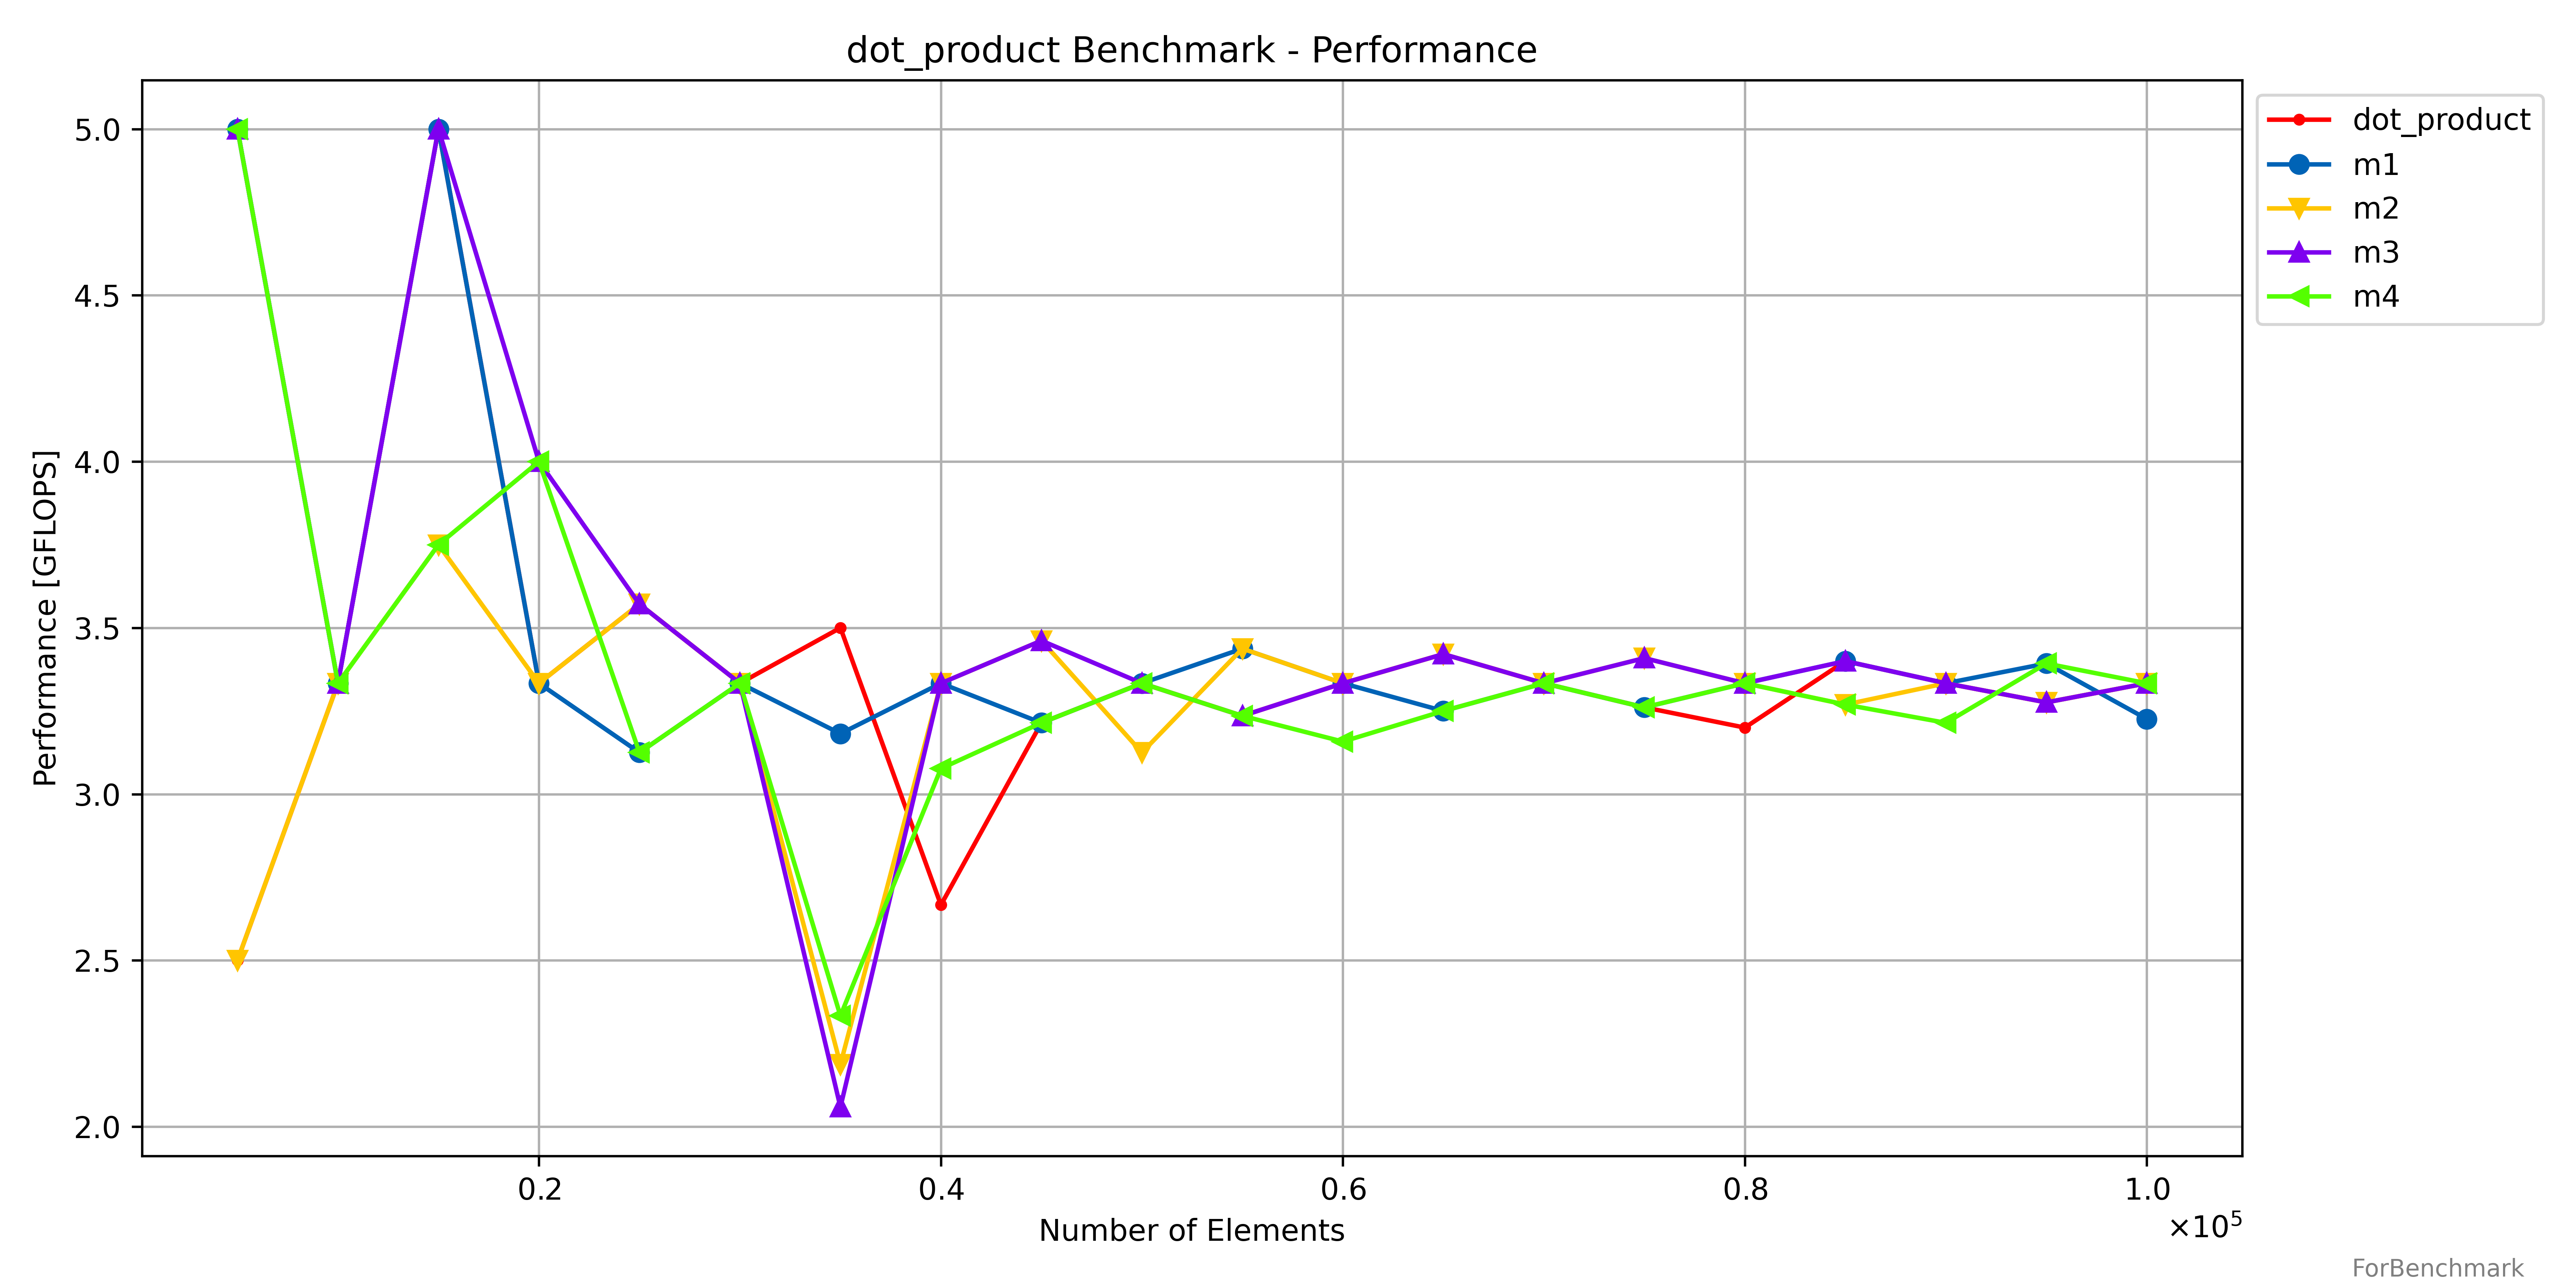 dot_product Benchmark - Performance
5.0
4.5
4.0
3.5
3.0
2.5
2.0
Performance [GFLOPS]
0.2
0.4
0.6
0.8
1.0
Number of Elements
×10⁵
dot_product
m1
m2
m3
m4
ForBenchmark